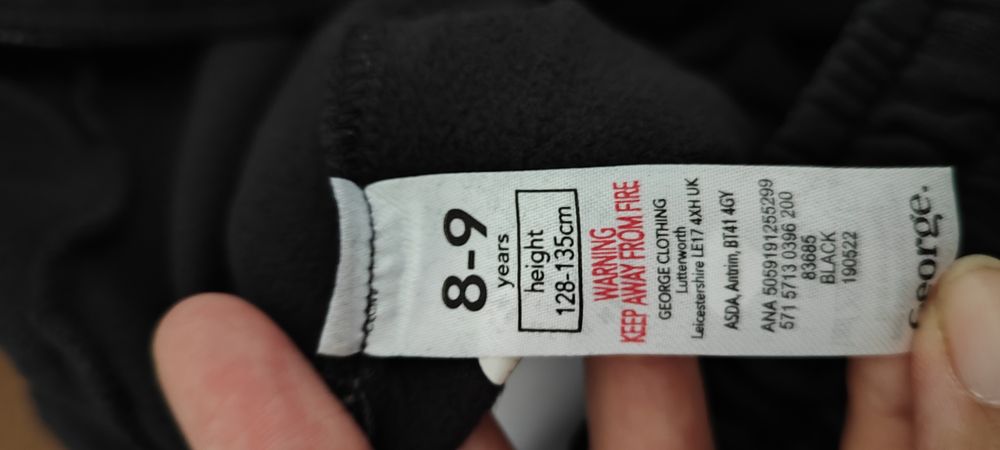 8-9
years
height
128-135cm
WARNING
KEEP AWAY FROM FIRE
GEORGE CLOTHING
Lutterworth
Leicestershire LE17 4XH UK
ASDA, Antrim, BT41 4GY
ANA 5059191255299
571 5713 0396 200
83685
BLACK
190522
George.